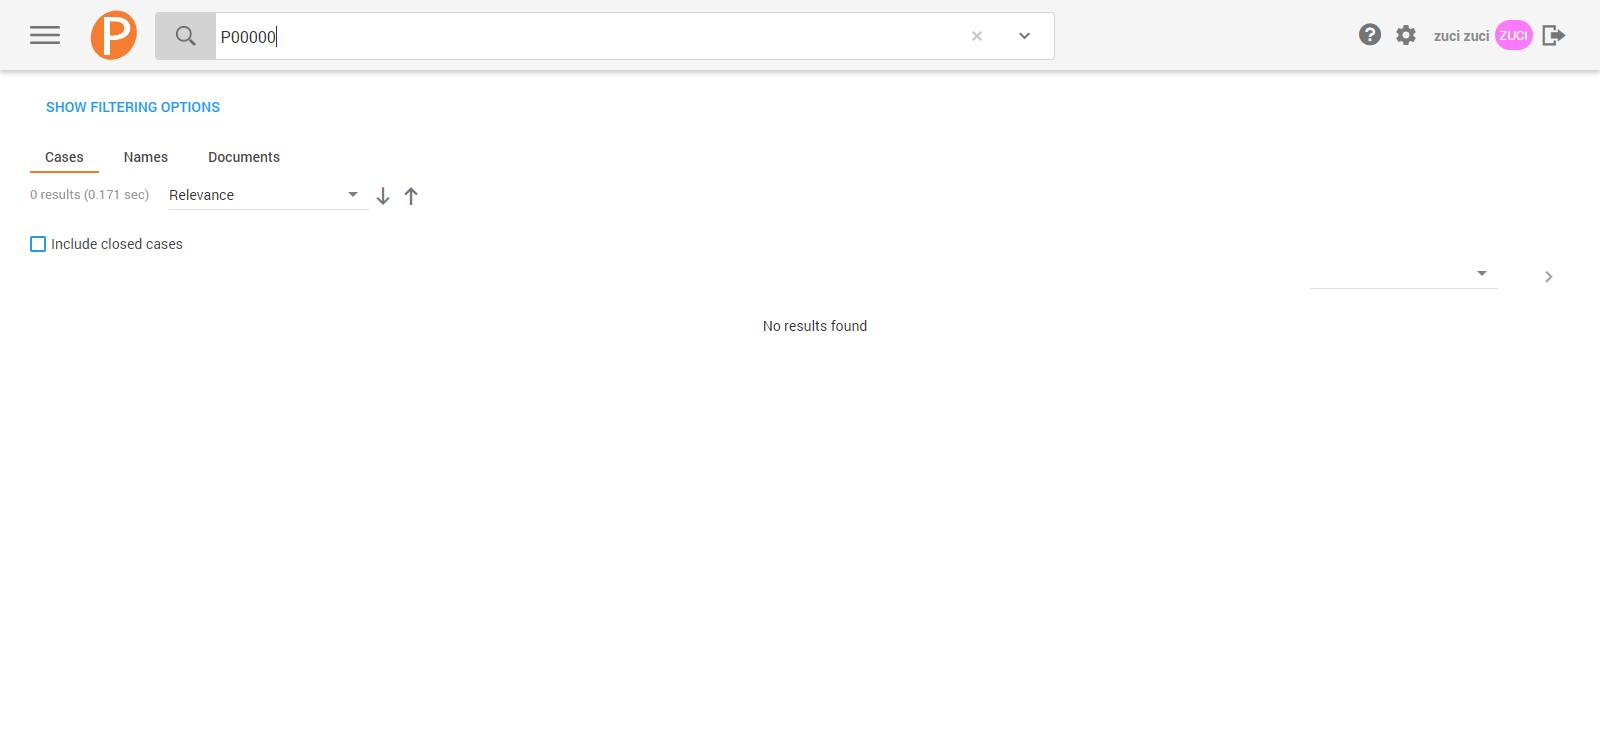 P
P00000
zuci zuci ZUCI
SHOW FILTERING OPTIONS
Cases Names Documents
0 results (0.171 sec) Relevance
Include closed cases
No results found